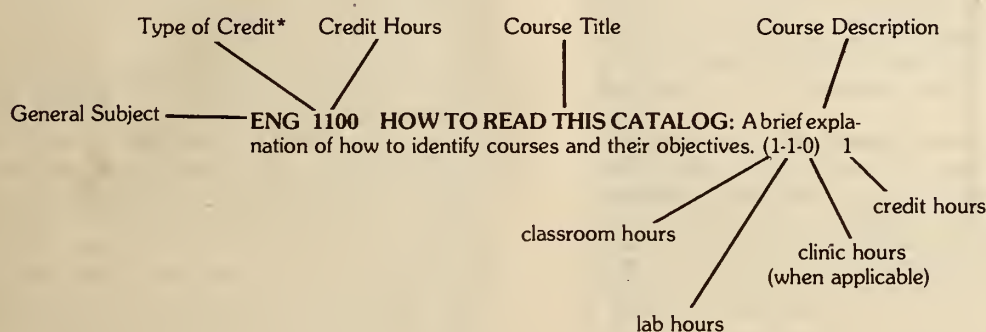 Type of Credit* Credit Hours Course Title Course Description
General Subject
ENG 1100 HOW TO READ THIS CATALOG: A brief expla-
nation of how to identify courses and their objectives. (1-1-0) 1
credit hours
classroom hours
clinic hours
(when applicable)
lab hours